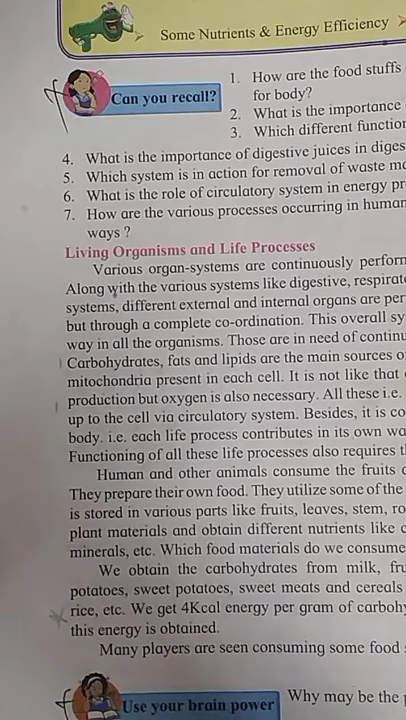 Some Nutrients & Energy Efficiency
Can you recall?
1. How are the food stuffs
for body?
2. What is the importance
3. Which different function
4. What is the importance of digestive juices in diges
5. Which system is in action for removal of waste
6. What is the role of circulatory system in energy pr
7. How are the various processes occurring in human
ways ?
Living Organisms and Life Processes
Various organ-systems are continuously perform
Along with the various systems like digestive, respirat
systems, different external and internal organs are per
but through a complete co-ordination. This overall sy
way in all the organisms. Those are in need of continu
Carbohydrates, fats and lipids are the main sources o
mitochondria present in each cell. It is not like that
production but oxygen is also necessary. All these i.e.
up to the cell via circulatory system. Besides, it is co
body. i.e. each life process contributes in its own wa
Functioning of all these life processes also requires t
Human and other animals consume the fruits
They prepare their own food. They utilize some of the
is stored in various parts like fruits, leaves, stem, ro
plant materials and obtain different nutrients like c
minerals, etc. Which food materials do we consume
We obtain the carbohydrates from milk, fru
potatoes, sweet potatoes, sweet meats and cereals
rice, etc. We get 4Kcal energy per gram of carbohy
this energy is obtained.
Many players are seen consuming some food
Use your brain power
Why may be the p